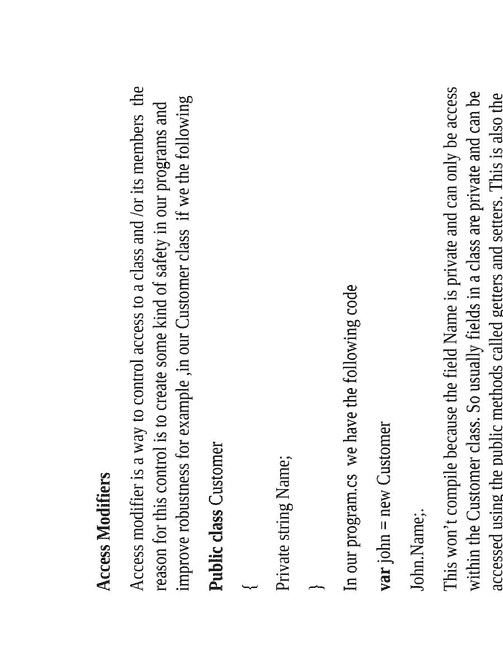 Access Modifiers
Access modifier is a way to control access to a class and /or its members  the
reason for this control is to create some kind of safety in our programs and
improve robustness for example ,in our Customer class  if we the following
Public class Customer
{
Private string Name;
}
In our program.cs  we have the following code
var john = new Customer
John.Name;.
This won't compile because the field Name is private and can only be access
within the Customer class. So usually fields in a class are private and can be
accessed using the public methods called getters and setters. This is also the